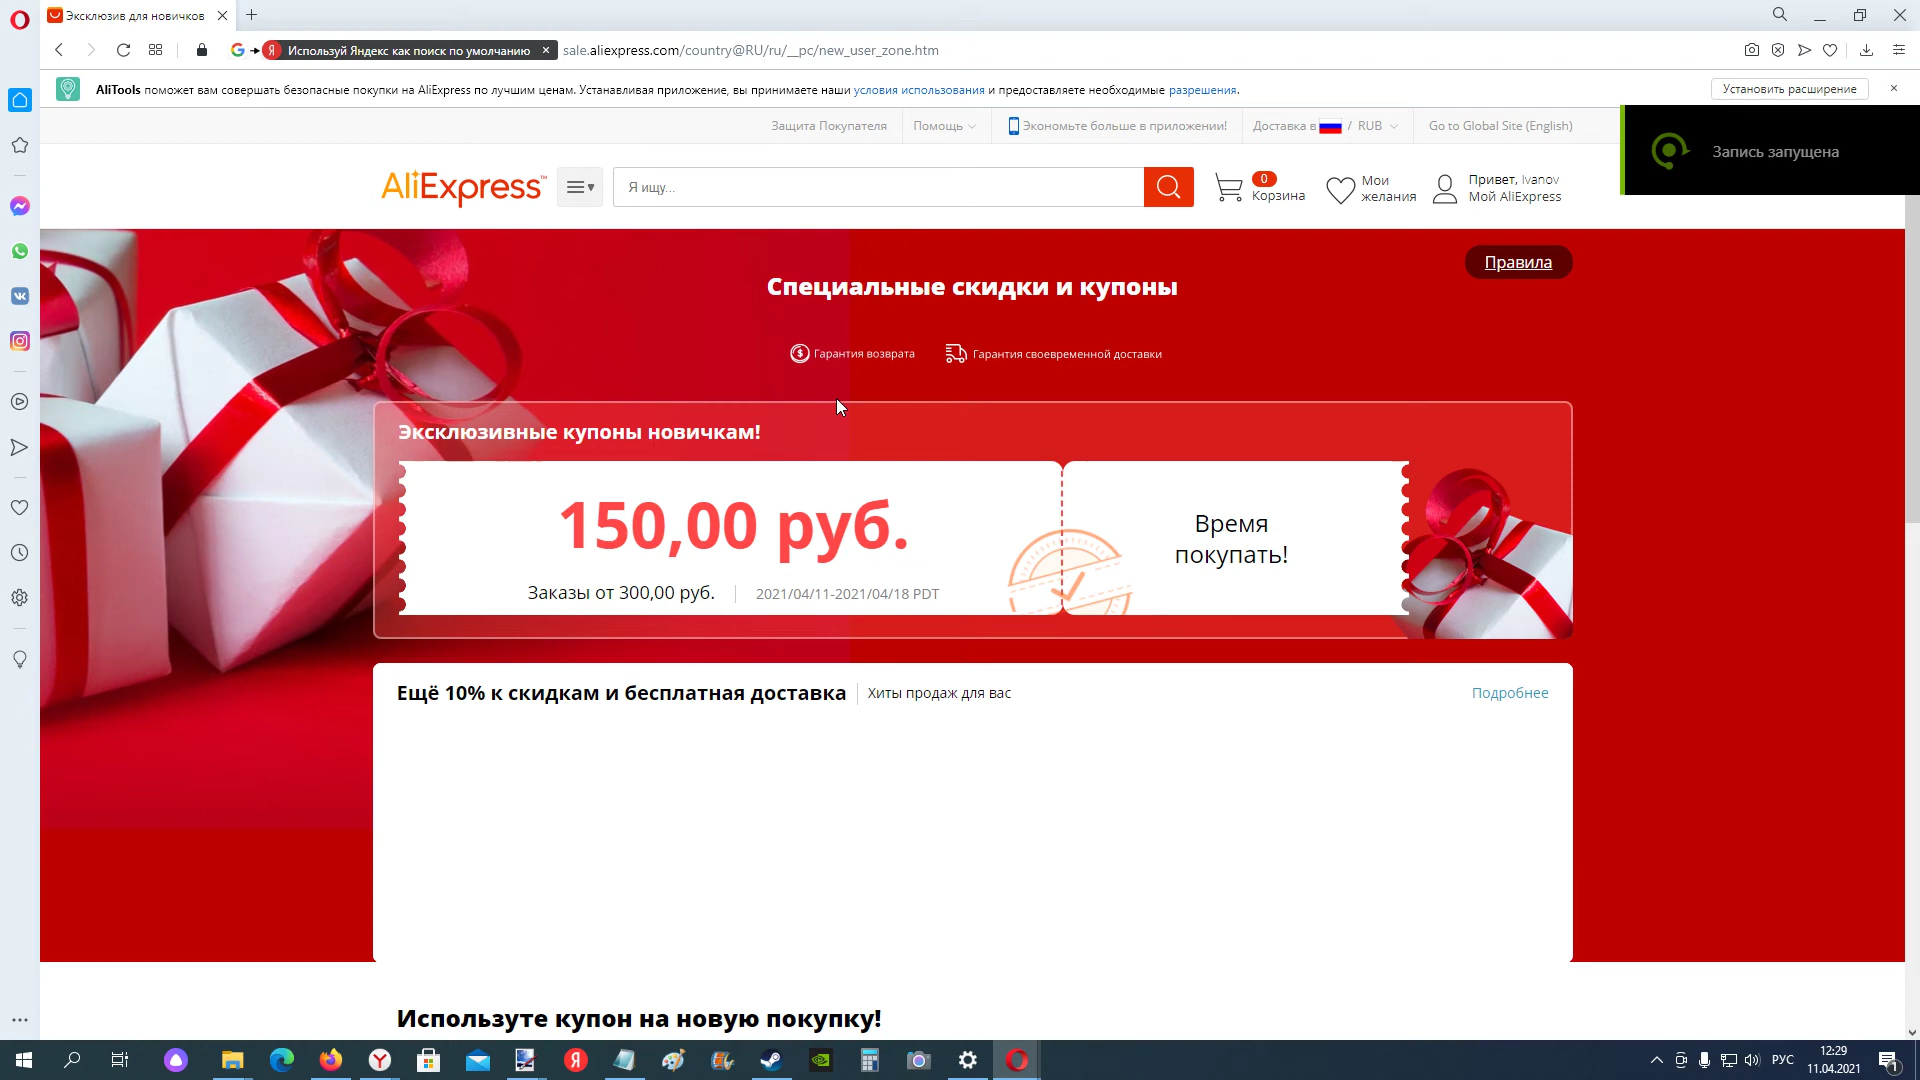 Эксклюзив для новичков
Используй Яндекс как поиск по умолчанию
sale.aliexpress.com/country@RU/ru/__pc/new_user_zone.htm
AliTools поможет вам совершать безопасные покупки на AliExpress по лучшим ценам. Устанавливая приложение, вы принимаете наши условия использования и предоставляете необходимые разрешения.
Установить расширение
Защита Покупателя
Помощь
Экономьте больше в приложении!
Доставка в / RUB
Go to Global Site (English)
Запись запущена
AliExpress™
Я ищу...
0
Корзина
Мои
желания
Привет, Ivanov
Мой AliExpress
Правила
Специальные скидки и купоны
Гарантия возврата
Гарантия своевременной доставки
Эксклюзивные купоны новичкам!
150,00 руб.
Заказы от 300,00 руб.
2021/04/11-2021/04/18 PDT
Время
покупать!
Ещё 10% к скидкам и бесплатная доставка
Хиты продаж для вас
Подробнее
Используте купон на новую покупку!
РУС
12:29
11.04.2021
1